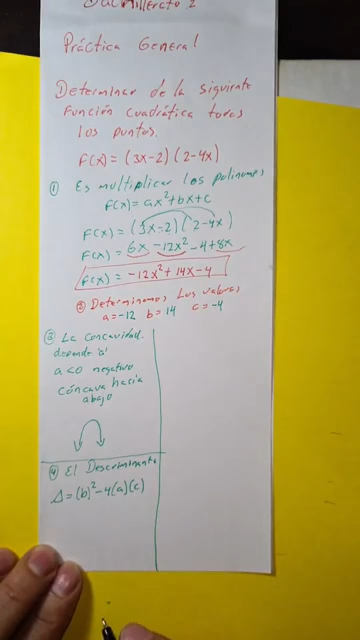 Bachillerato 2
Práctica General
Determinar de la siguiente
función cuadrática todos
los puntos.
F(x) = (3x-2) (2-4x)
① Es multiplicar los polinomios
F(x) = ax²+bx+c
F(x) = (3x-2) (2-4x)
F(x) = 6x -12x² -4+8x
F(x) = -12x² + 14x - 4
② Determinamos los valores
a=-12 b=14 c=-4
③ La concavidad.
depende "a"
a<0 negativo
cóncava hacia
abajo
④ El Descriminante
Δ = (b)² - 4(a)(c)